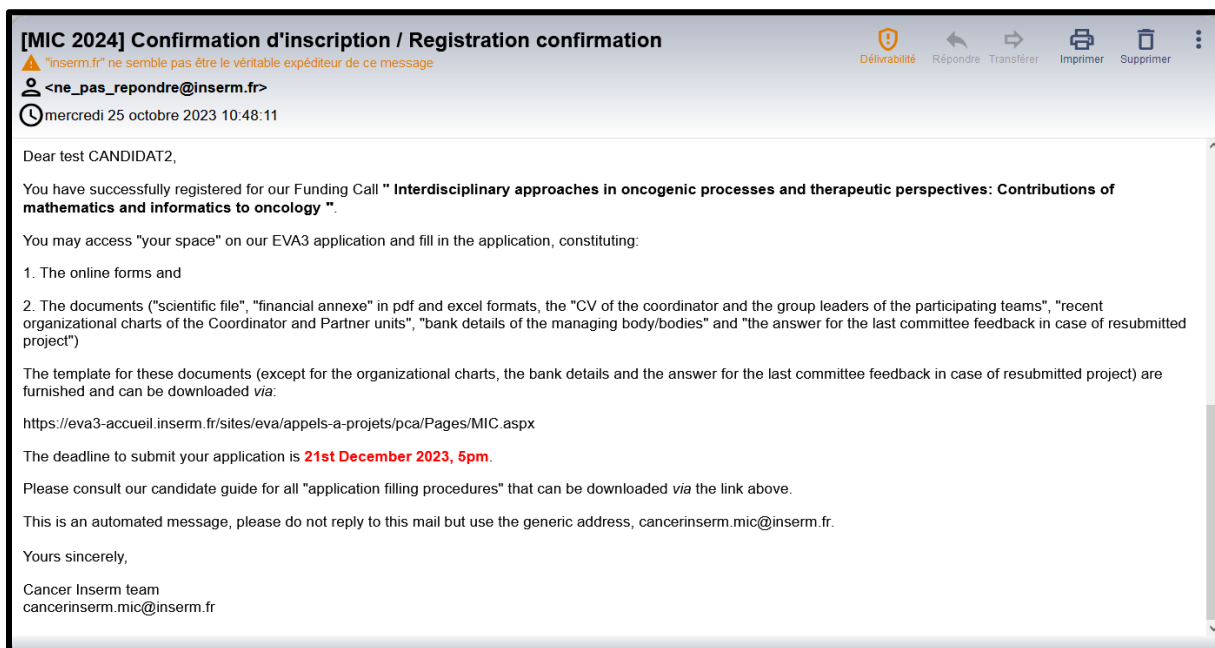 [MIC 2024] Confirmation d'inscription / Registration confirmation
"inserm.fr" ne semble pas être le véritable expéditeur de ce message
Délivrabilité Répondre Transférer Imprimer Supprimer
<ne_pas_repondre@inserm.fr>
mercredi 25 octobre 2023 10:48:11
Dear test CANDIDAT2,
You have successfully registered for our Funding Call " Interdisciplinary approaches in oncogenic processes and therapeutic perspectives: Contributions of
mathematics and informatics to oncology ".
You may access "your space" on our EVA3 application and fill in the application, constituting:
1. The online forms and
2. The documents ("scientific file", "financial annexe" in pdf and excel formats, the "CV of the coordinator and the group leaders of the participating teams", "recent
organizational charts of the Coordinator and Partner units", "bank details of the managing body/bodies" and "the answer for the last committee feedback in case of resubmitted
project")
The template for these documents (except for the organizational charts, the bank details and the answer for the last committee feedback in case of resubmitted project) are
furnished and can be downloaded via:
https://eva3-accueil.inserm.fr/sites/eva/appels-a-projets/pca/Pages/MIC.aspx
The deadline to submit your application is 21st December 2023, 5pm.
Please consult our candidate guide for all "application filling procedures" that can be downloaded via the link above.
This is an automated message, please do not reply to this mail but use the generic address, cancerinserm.mic@inserm.fr.
Yours sincerely,
Cancer Inserm team
cancerinserm.mic@inserm.fr